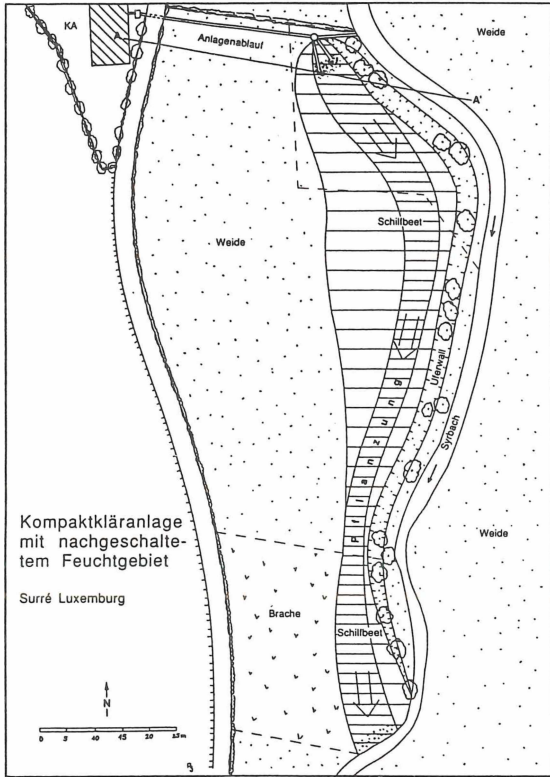 KA
Weide
A
Anlagenablauf
A'
Schilfbeet
Weide
Uferwall
Pflanzung
Syrbach
Kompaktkläranlage
mit nachgeschalte-
tem Feuchtgebiet
Weide
Surré Luxemburg
Brache
Schilfbeet
N
0 5 10 15 20 25m